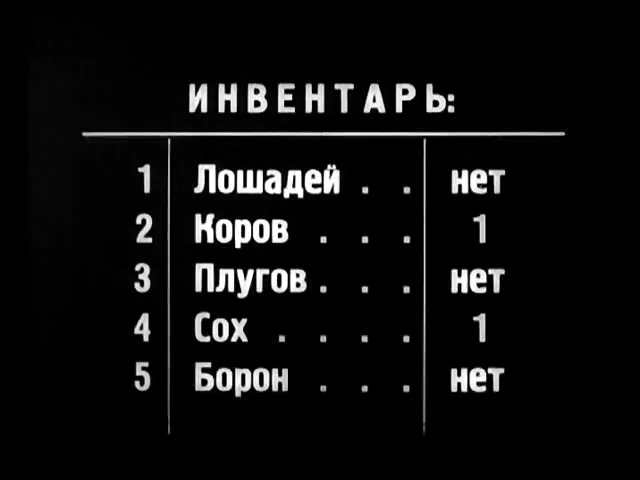 ИНВЕНТАРЬ:
1 Лошадей . . нет
2 Коров . . . 1
3 Плугов . . . нет
4 Сох . . . . 1
5 Борон . . . нет